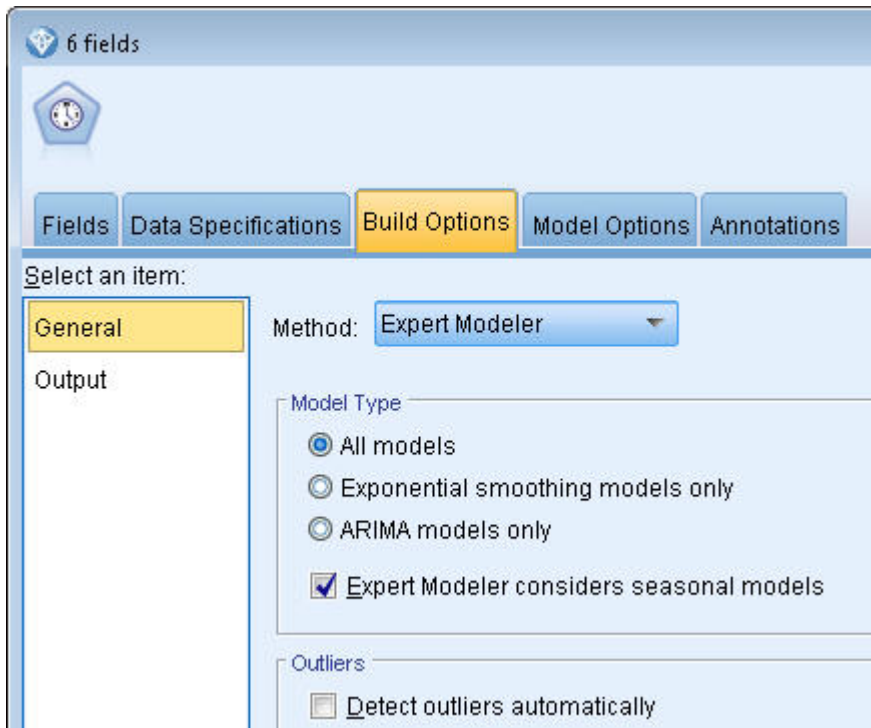 6 fields
Fields Data Specifications Build Options Model Options Annotations
Select an item:
General
Output
Method: Expert Modeler
Model Type
All models
Exponential smoothing models only
ARIMA models only
Expert Modeler considers seasonal models
Outliers
Detect outliers automatically